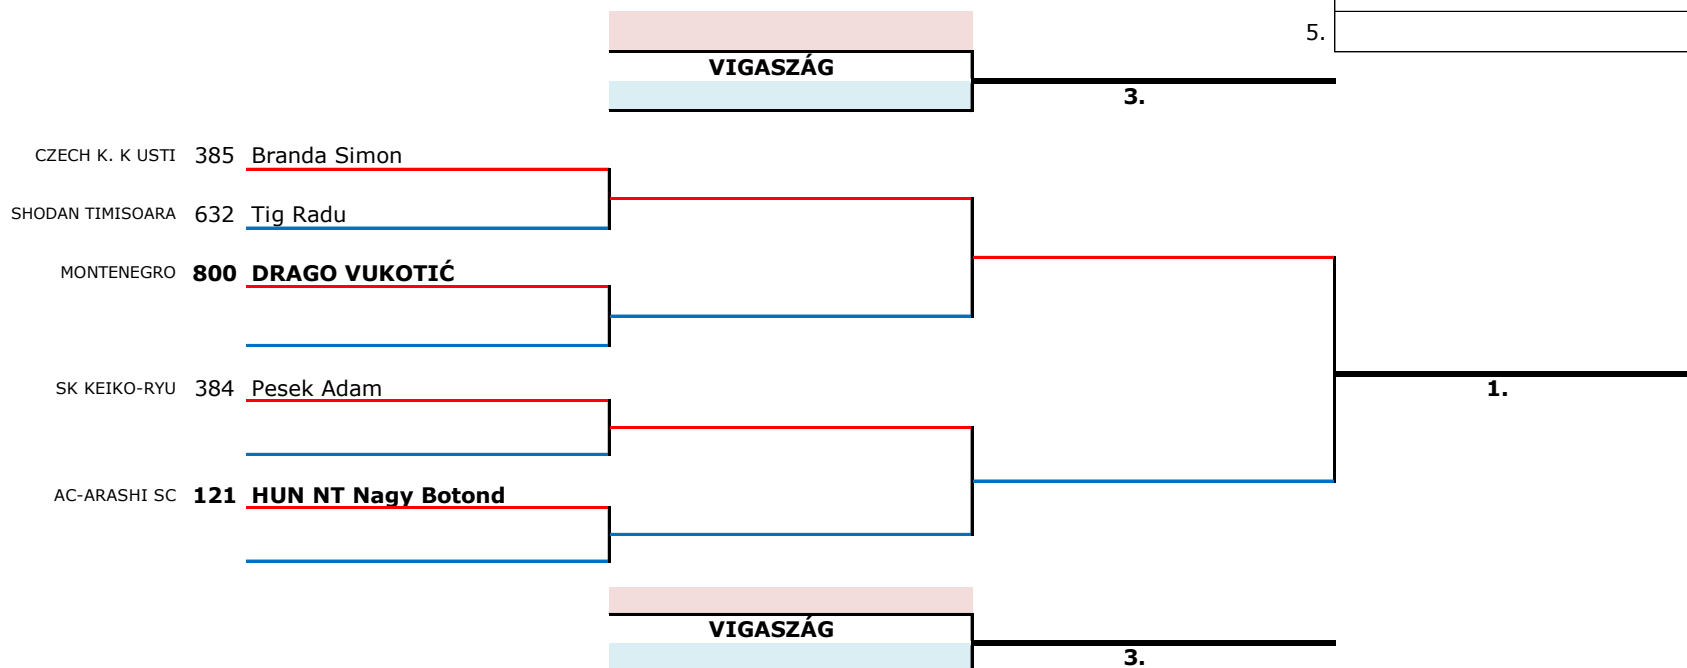 5.
VIGASZÁG
3.
CZECH K. K USTI 385 Branda Simon
SHODAN TIMISOARA 632 Tig Radu
MONTENEGRO 800 DRAGO VUKOTIĆ
SK KEIKO-RYU 384 Pesek Adam
1.
AC-ARASHI SC 121 HUN NT Nagy Botond
VIGASZÁG
3.